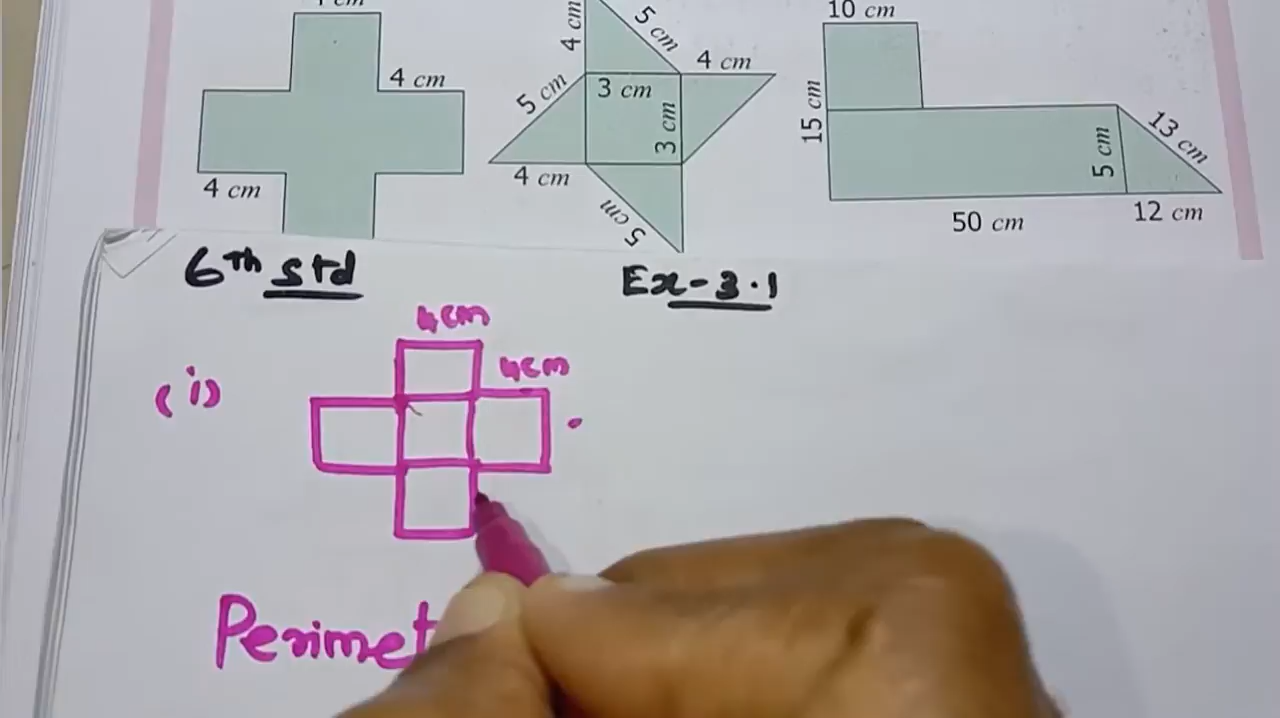 4 cm
5 cm
10 cm
4 cm
4 cm
5 cm
3 cm
3 cm
15 cm
5 cm
13 cm
4 cm
4 cm
5 cm
50 cm
12 cm
6Th std
Ex-3.1
4cm
4cm
(i)
Perimet